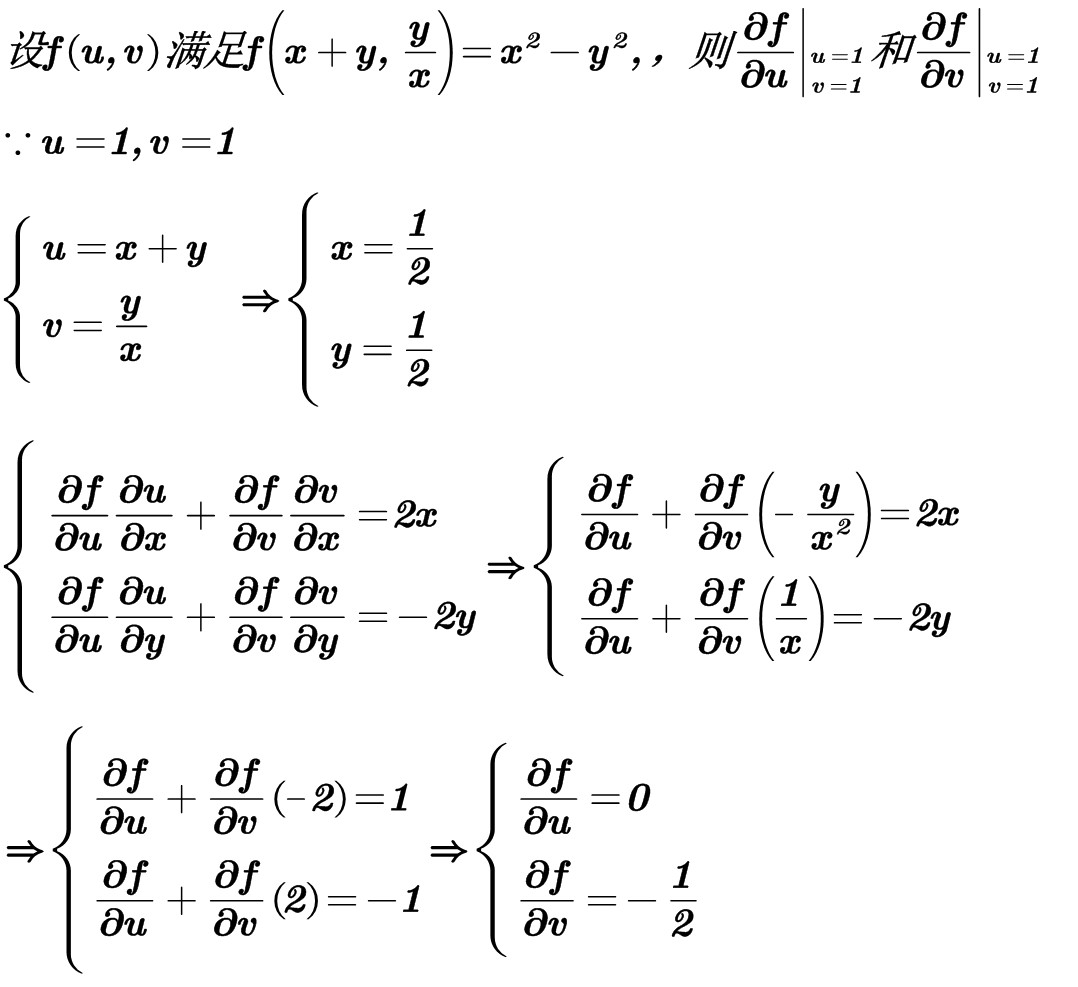 设f(u,v)满足f(x+y, y/x)=x²−y²,，则∂f/∂u|u=1 v=1和∂f/∂v|u=1 v=1
∵u=1,v=1
{u=x+y, v=y/x ⇒ {x=1/2, y=1/2
{∂f/∂u ∂u/∂x + ∂f/∂v ∂v/∂x =2x ⇒ {∂f/∂u + ∂f/∂v (−y/x²)=2x
∂f/∂u ∂u/∂y + ∂f/∂v ∂v/∂y =−2y ∂f/∂u + ∂f/∂v (1/x)=−2y
⇒ {∂f/∂u + ∂f/∂v (−2)=1 ⇒ {∂f/∂u =0
∂f/∂u + ∂f/∂v (2)=−1 ∂f/∂v =−1/2